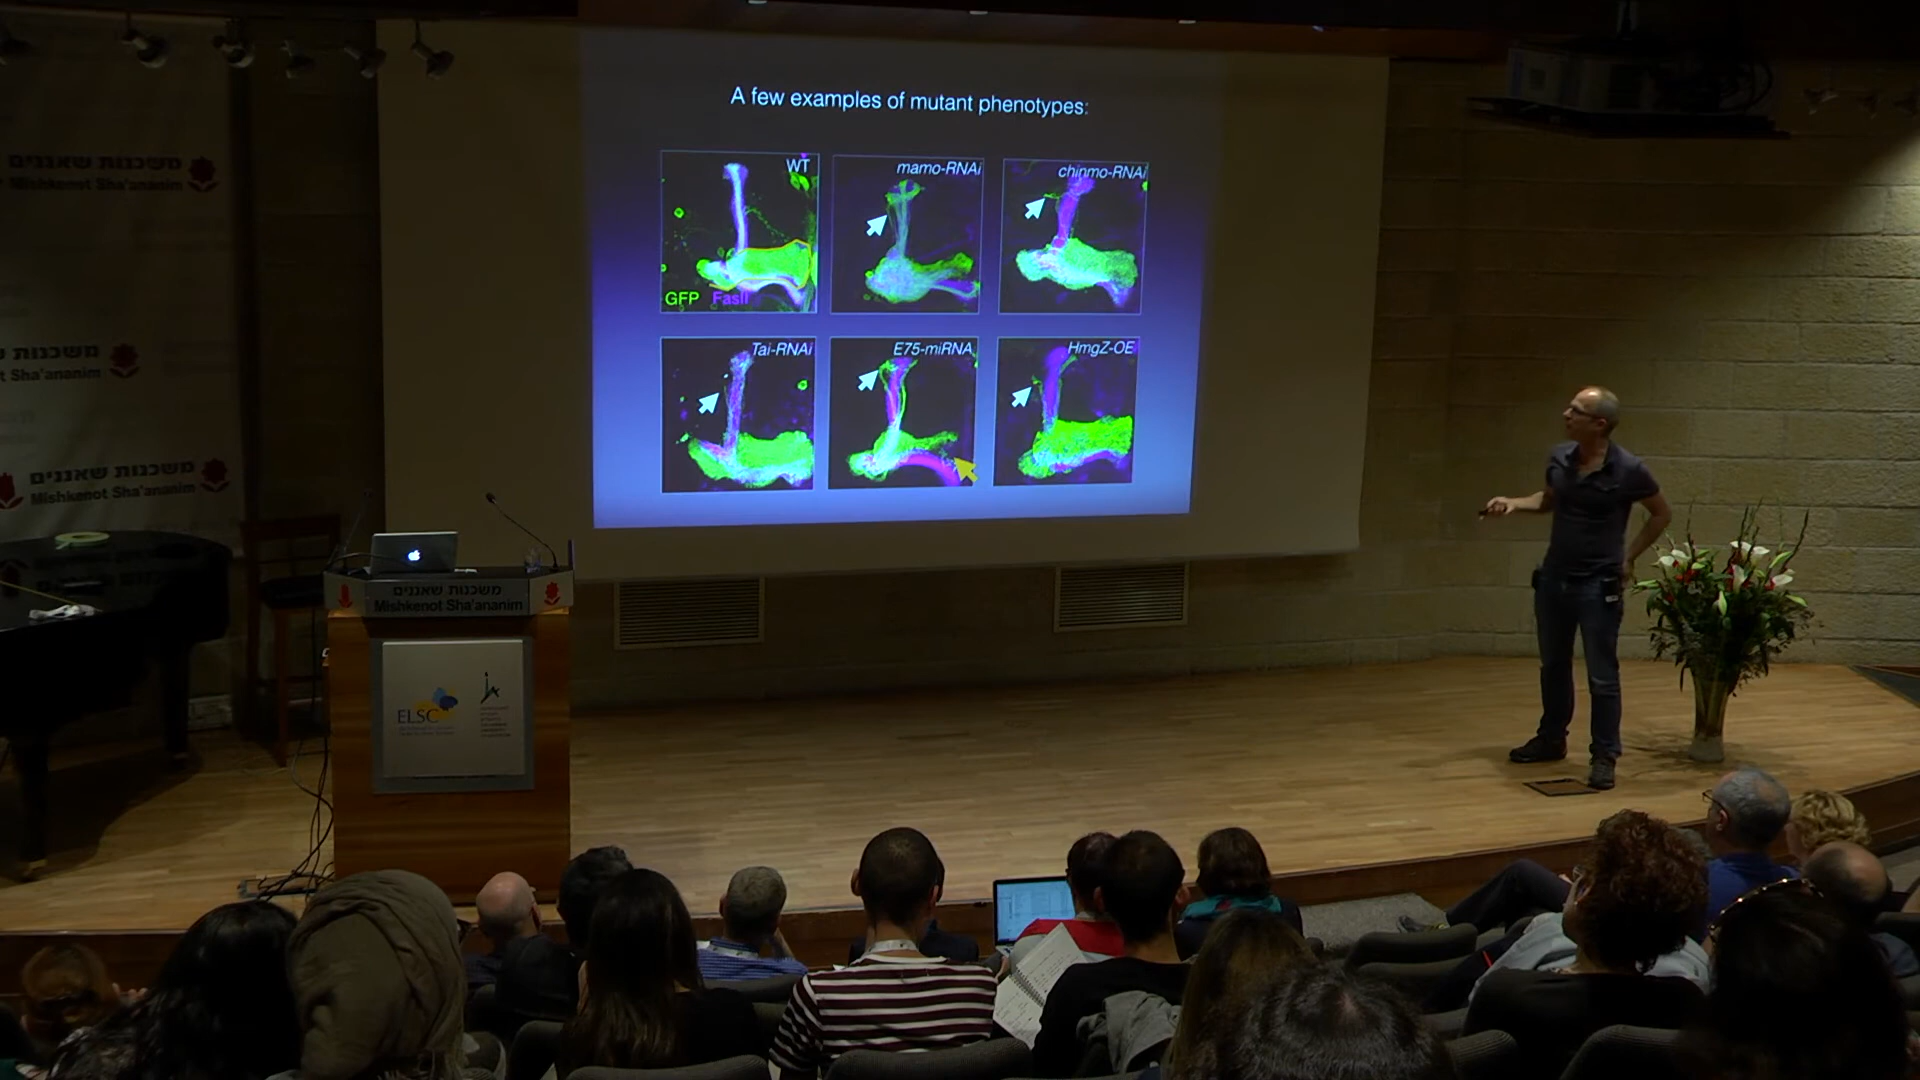 A few examples of mutant phenotypes:
WT
mamo-RNAi
chinmo-RNAi
GFP FasII
Tai-RNAi
E75-miRNA
HmgZ-OE
משכנות שאננים
Mishkenot Sha'ananim
משכנות שאננים
Sha'ananim
משכנות שאננים
Mishkenot Sha'ananim
משכנות שאננים
Mishkenot Sha'ananim
ELSC